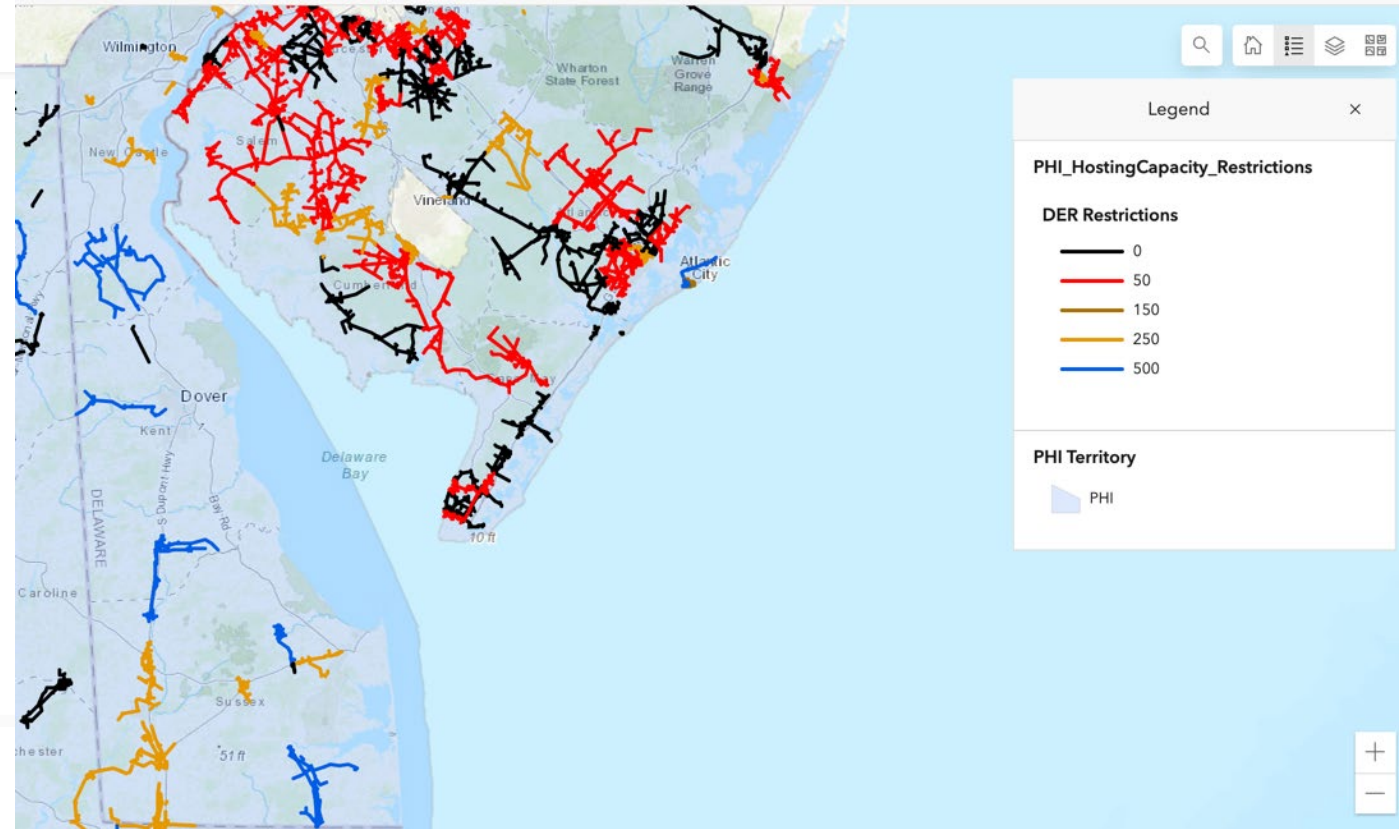 Wilmington
Wharton
State Forest
Warren
Grove
Range
Salem
New Castle
Vineland
Atlantic
City
Cumberland
Dover
Kent
Delaware
Bay
S Dupont Hwy
Bay Rd
DELAWARE
10 ft
Caroline
Sussex
chester
51 ft
Legend
PHI_HostingCapacity_Restrictions
DER Restrictions
0
50
150
250
500
PHI Territory
PHI